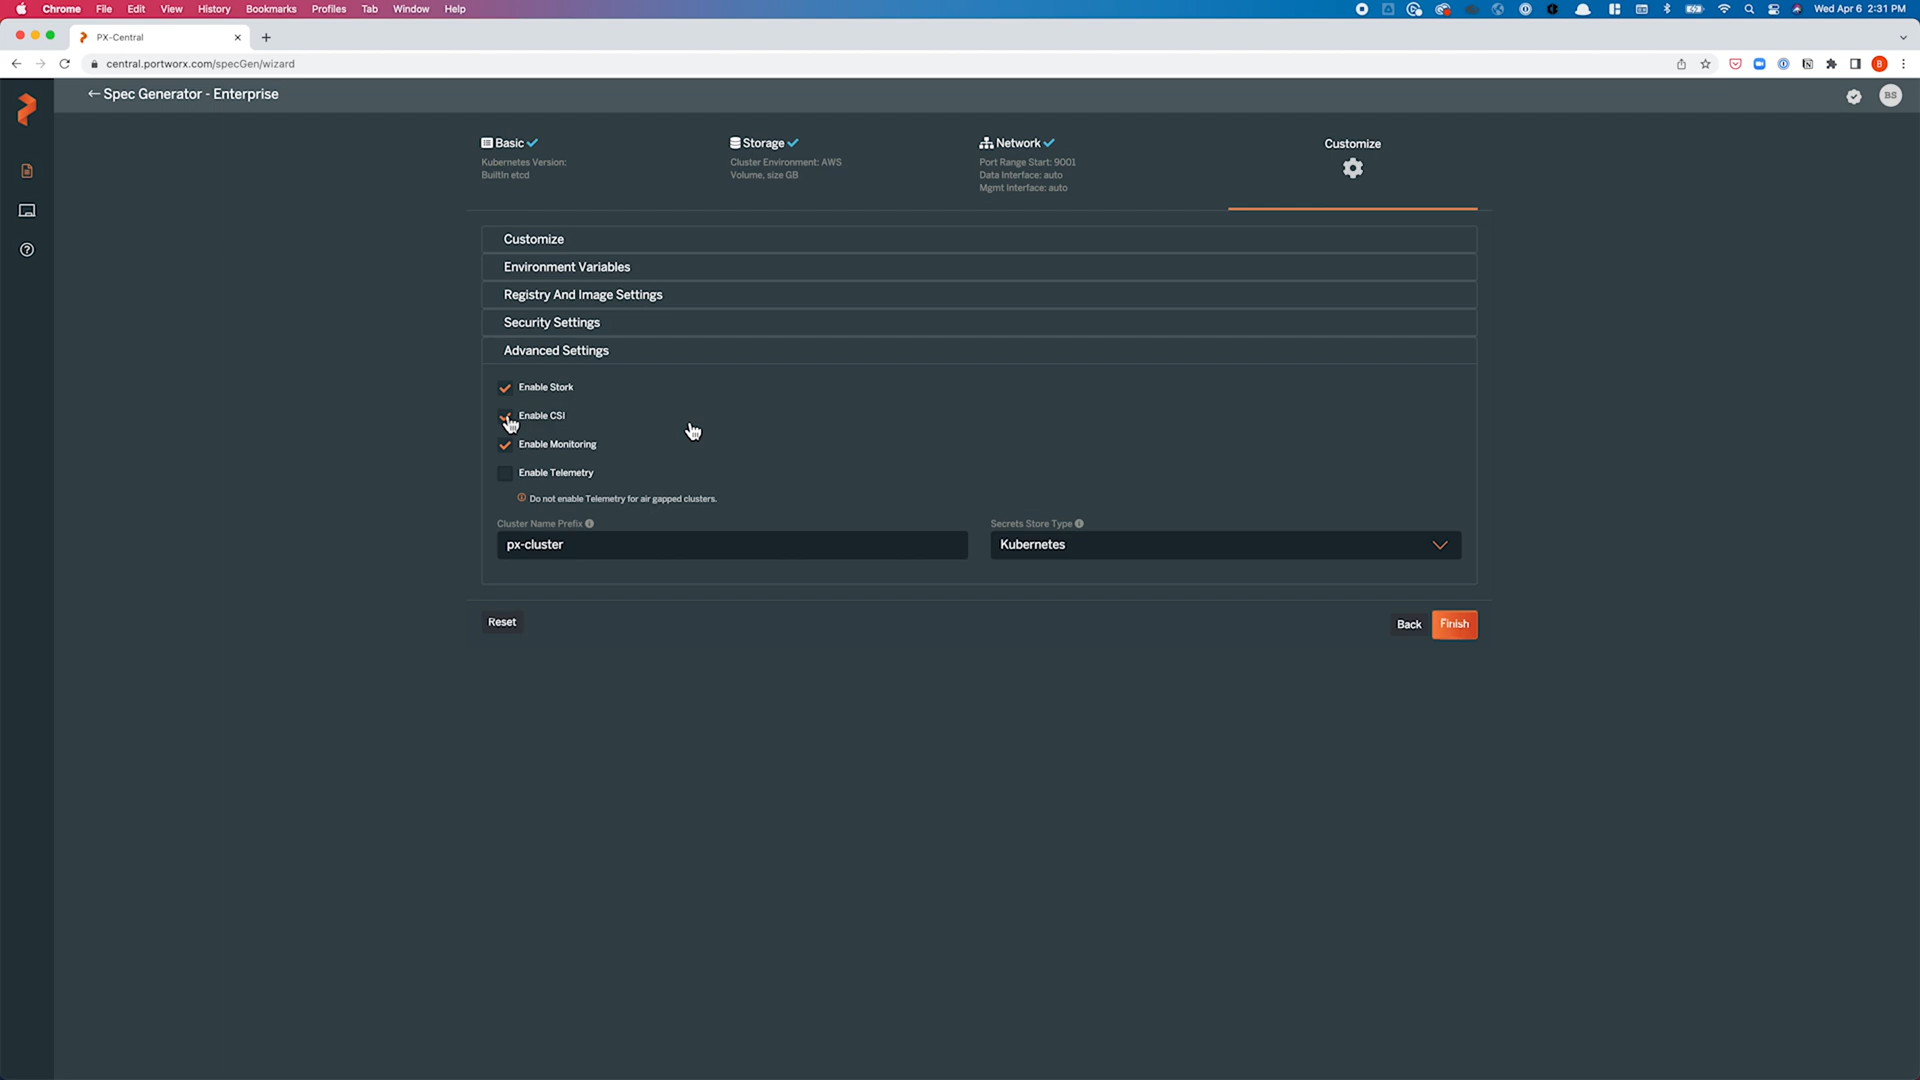 Chrome File Edit View History Bookmarks Profiles Tab Window Help Wed Apr 6 2:31 PM
PX-Central
central.portworx.com/specGen/wizard
B
Spec Generator - Enterprise
BS
Basic
Kubernetes Version:
BuiltIn etcd
Storage
Cluster Environment: AWS
Volume, size GB
Network
Port Range Start: 9001
Data Interface: auto
Mgmt Interface: auto
Customize
Customize
Environment Variables
Registry And Image Settings
Security Settings
Advanced Settings
Enable Stork
Enable CSI
Enable Monitoring
Enable Telemetry
Do not enable Telemetry for air gapped clusters.
Cluster Name Prefix
px-cluster
Secrets Store Type
Kubernetes
Reset
Back
Finish